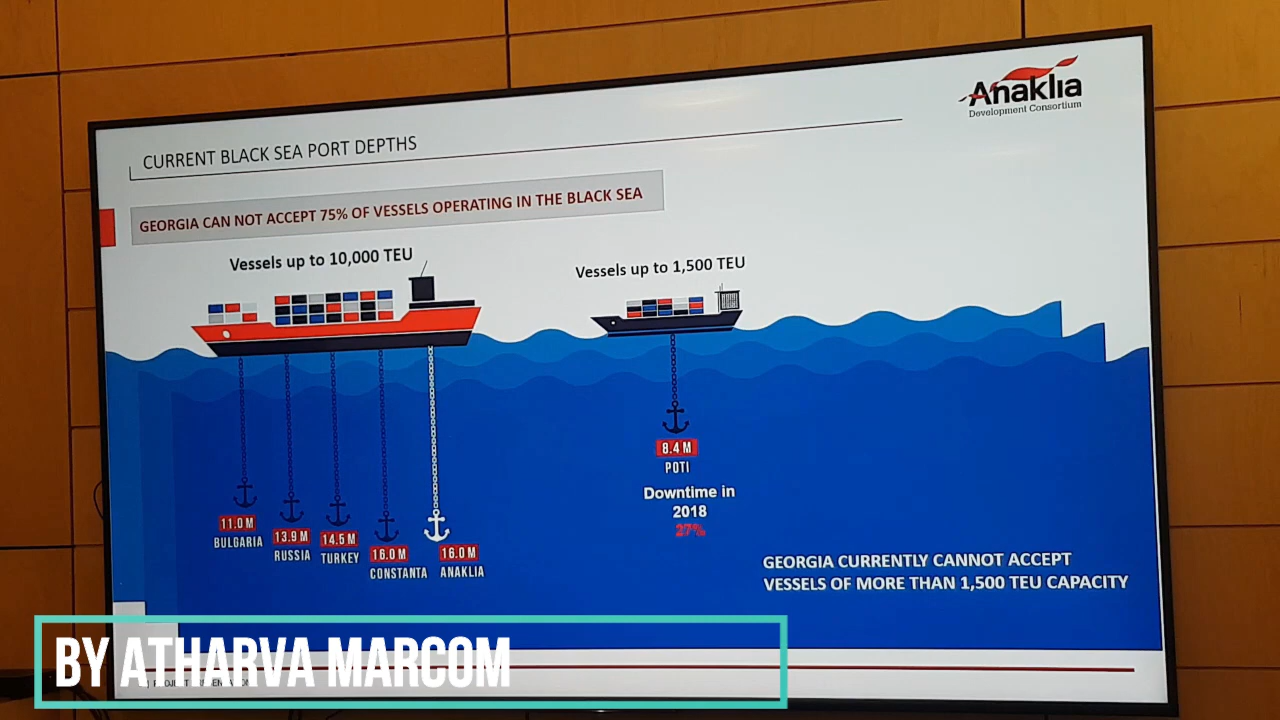 Anaklia
Development Consortium
CURRENT BLACK SEA PORT DEPTHS
GEORGIA CAN NOT ACCEPT 75% OF VESSELS OPERATING IN THE BLACK SEA
Vessels up to 10,000 TEU
Vessels up to 1,500 TEU
11.0 M
BULGARIA
13.9 M
RUSSIA
14.5 M
TURKEY
16.0 M
CONSTANTA
16.0 M
ANAKLIA
8.4 M
POTI
Downtime in
2018
27%
GEORGIA CURRENTLY CANNOT ACCEPT
VESSELS OF MORE THAN 1,500 TEU CAPACITY
BY ATHARVA MARCOM